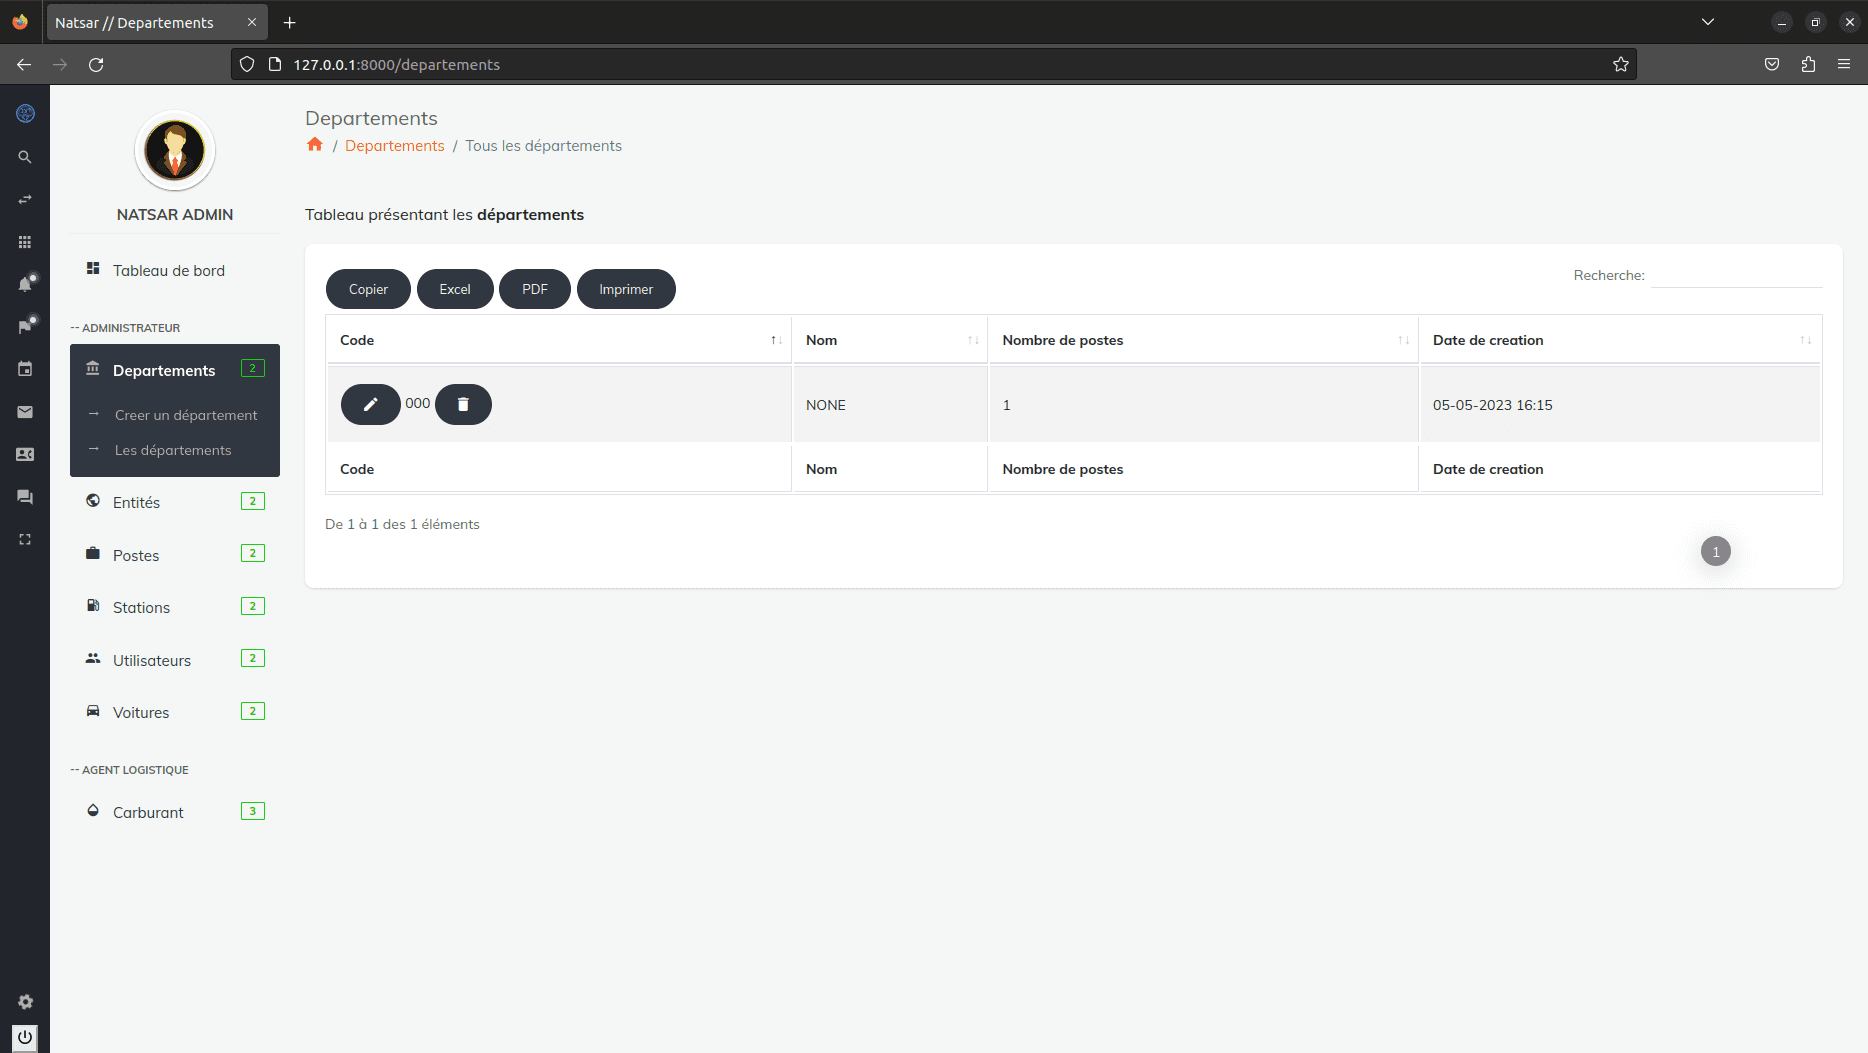 Natsar // Departements
127.0.0.1:8000/departements
NATSAR ADMIN
Tableau de bord
-- ADMINISTRATEUR
Departements 2
Creer un département
Les départements
Entités 2
Postes 2
Stations 2
Utilisateurs 2
Voitures 2
-- AGENT LOGISTIQUE
Carburant 3
Departements
/ Departements / Tous les départements
Tableau présentant les départements
Copier Excel PDF Imprimer Recherche:
Code Nom Nombre de postes Date de creation
000 NONE 1 05-05-2023 16:15
Code Nom Nombre de postes Date de creation
De 1 à 1 des 1 éléments
1